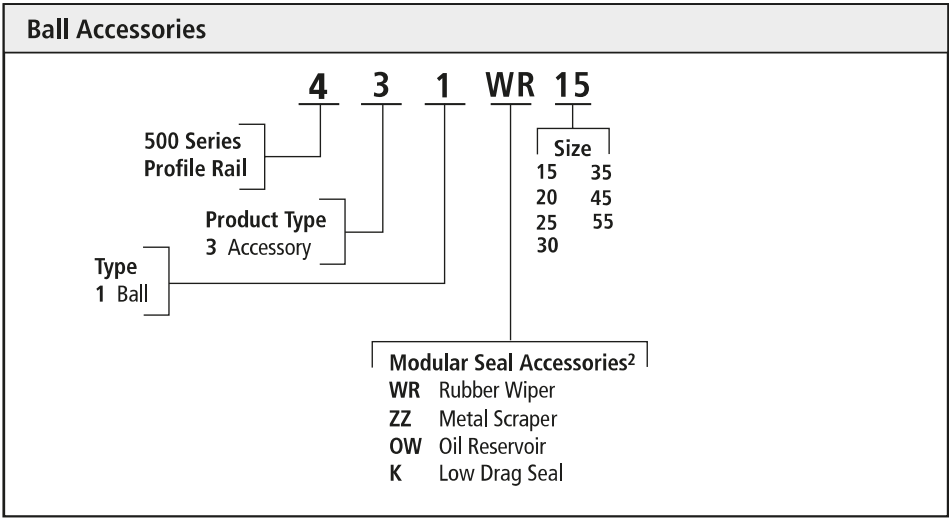 Ball Accessories
4 3 1 WR 15
500 Series
Profile Rail
Product Type
3 Accessory
Type
1 Ball
Size
15 35
20 45
25 55
30
Modular Seal Accessories²
WR Rubber Wiper
ZZ Metal Scraper
OW Oil Reservoir
K Low Drag Seal